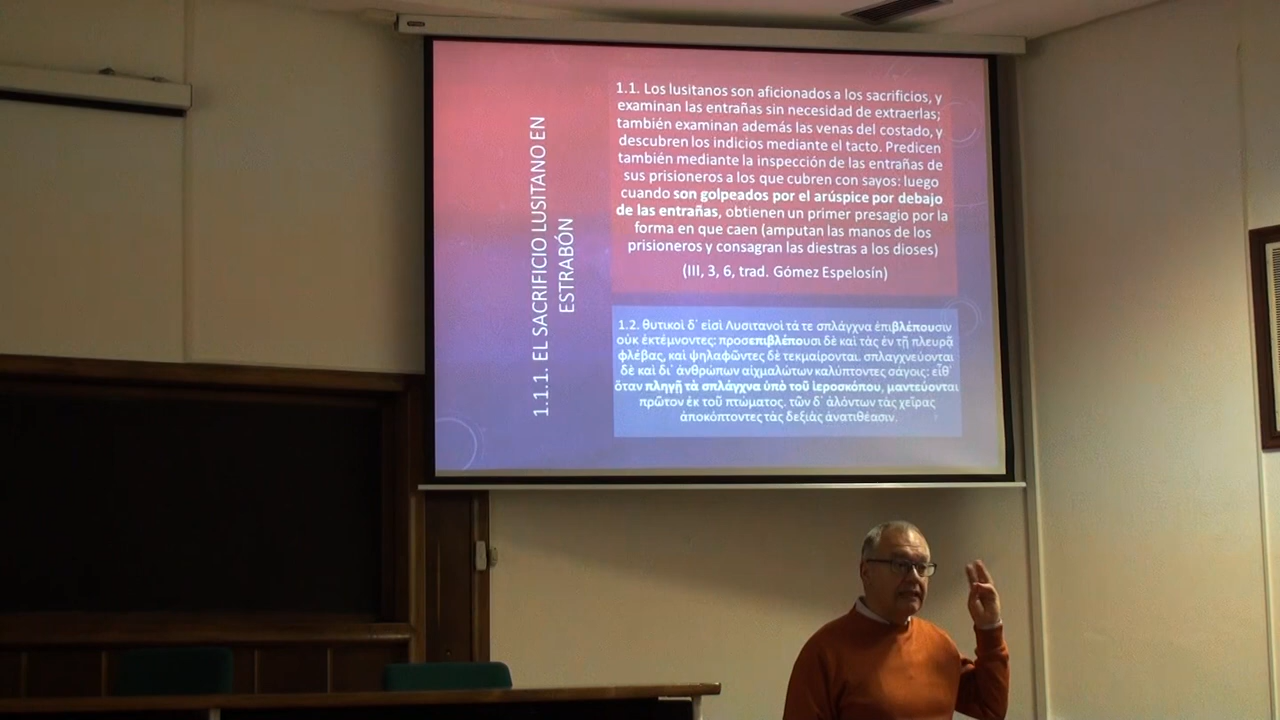 1.1.1. EL SACRIFICIO LUSITANO EN
ESTRABÓN
1.1. Los lusitanos son aficionados a los sacrificios, y
examinan las entrañas sin necesidad de extraerlas;
también examinan además las venas del costado, y
descubren los indicios mediante el tacto. Predicen
también mediante la inspección de las entrañas de
sus prisioneros a los que cubren con sayos: luego
cuando son golpeados por el arúspice por debajo
de las entrañas, obtienen un primer presagio por la
forma en que caen (amputan las manos de los
prisioneros y consagran las diestras a los dioses)
(III, 3, 6, trad. Gómez Espelosín)
1.2. θυτικοὶ δ᾽ εἰσὶ Λυσιτανοὶ τά τε σπλάγχνα ἐπιβλέπουσιν
οὐκ ἐκτέμνοντες: προσεπιβλέπουσι δὲ καὶ τὰς ἐν τῇ πλευρᾷ
φλέβας, καὶ ψηλαφῶντες δὲ τεκμαίρονται. σπλαγχνεύονται
δὲ καὶ δι᾽ ἀνθρώπων αἰχμαλώτων καλύπτοντες σάγοις: εἶθ᾽
ὅταν πληγῇ τὰ σπλάγχνα ὑπὸ τοῦ ἱεροσκόπου, μαντεύονται
πρῶτον ἐκ τοῦ πτώματος. τῶν δ᾽ ἁλόντων τὰς χεῖρας
ἀποκόπτοντες τὰς δεξιὰς ἀνατιθέασιν.